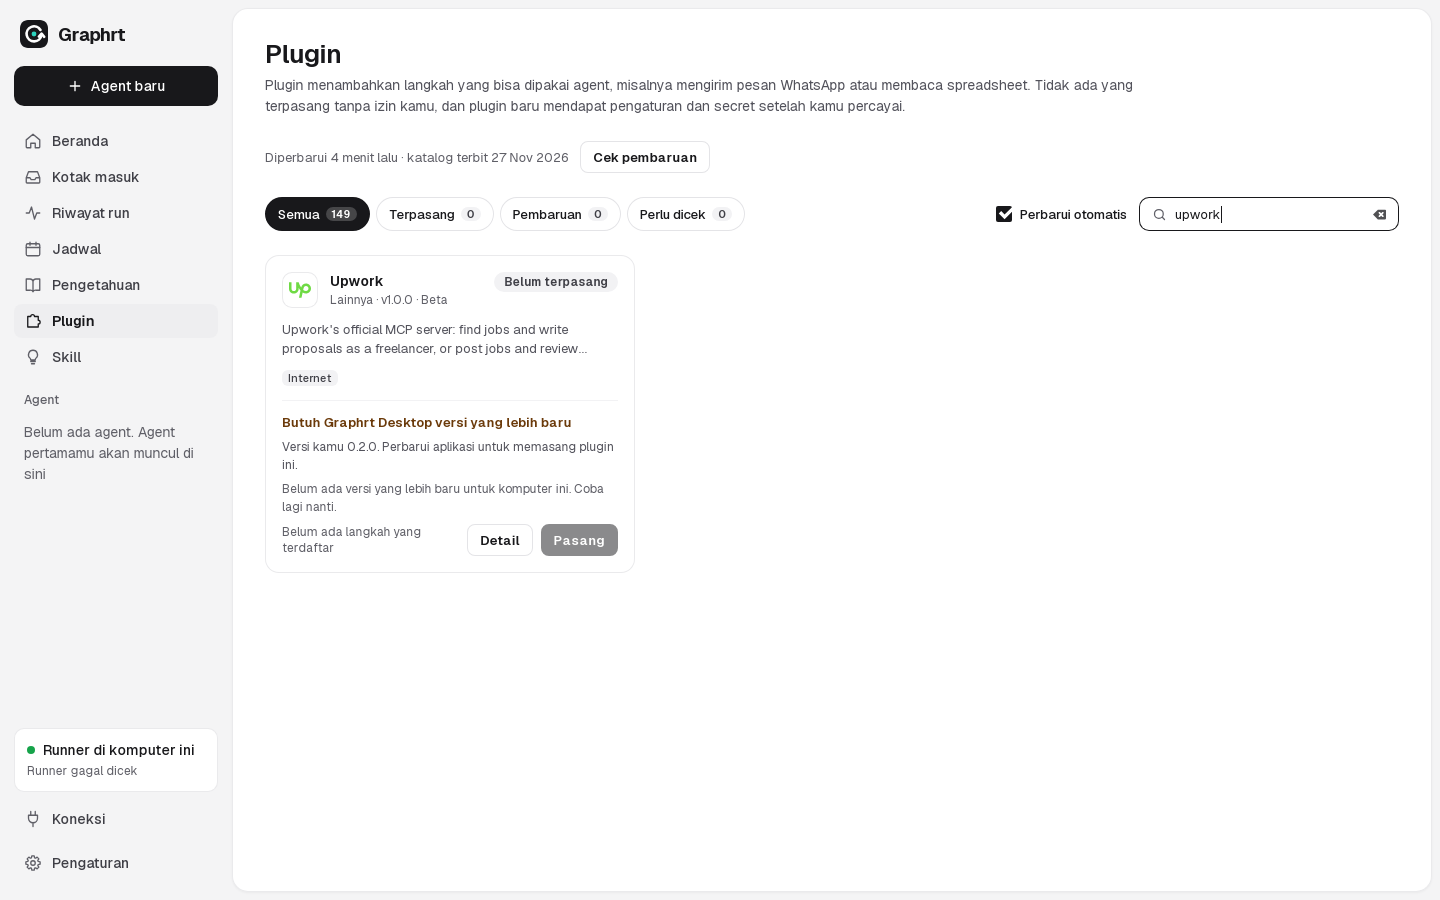 Graphrt
Agent baru
Beranda
Kotak masuk
Riwayat run
Jadwal
Pengetahuan
Plugin
Skill
Agent
Belum ada agent. Agent
pertamamu akan muncul di
sini
Runner di komputer ini
Runner gagal dicek
Koneksi
Pengaturan
Plugin
Plugin menambahkan langkah yang bisa dipakai agent, misalnya mengirim pesan WhatsApp atau membaca spreadsheet. Tidak ada yang
terpasang tanpa izin kamu, dan plugin baru mendapat pengaturan dan secret setelah kamu percayai.
Diperbarui 4 menit lalu · katalog terbit 27 Nov 2026 Cek pembaruan
Semua 149 Terpasang 0 Pembaruan 0 Perlu dicek 0 Perbarui otomatis upwork
up
Upwork Belum terpasang
Lainnya · v1.0.0 · Beta
Upwork's official MCP server: find jobs and write
proposals as a freelancer, or post jobs and review...
Internet
Butuh Graphrt Desktop versi yang lebih baru
Versi kamu 0.2.0. Perbarui aplikasi untuk memasang plugin
ini.
Belum ada versi yang lebih baru untuk komputer ini. Coba
lagi nanti.
Belum ada langkah yang
terdaftar
Detail Pasang